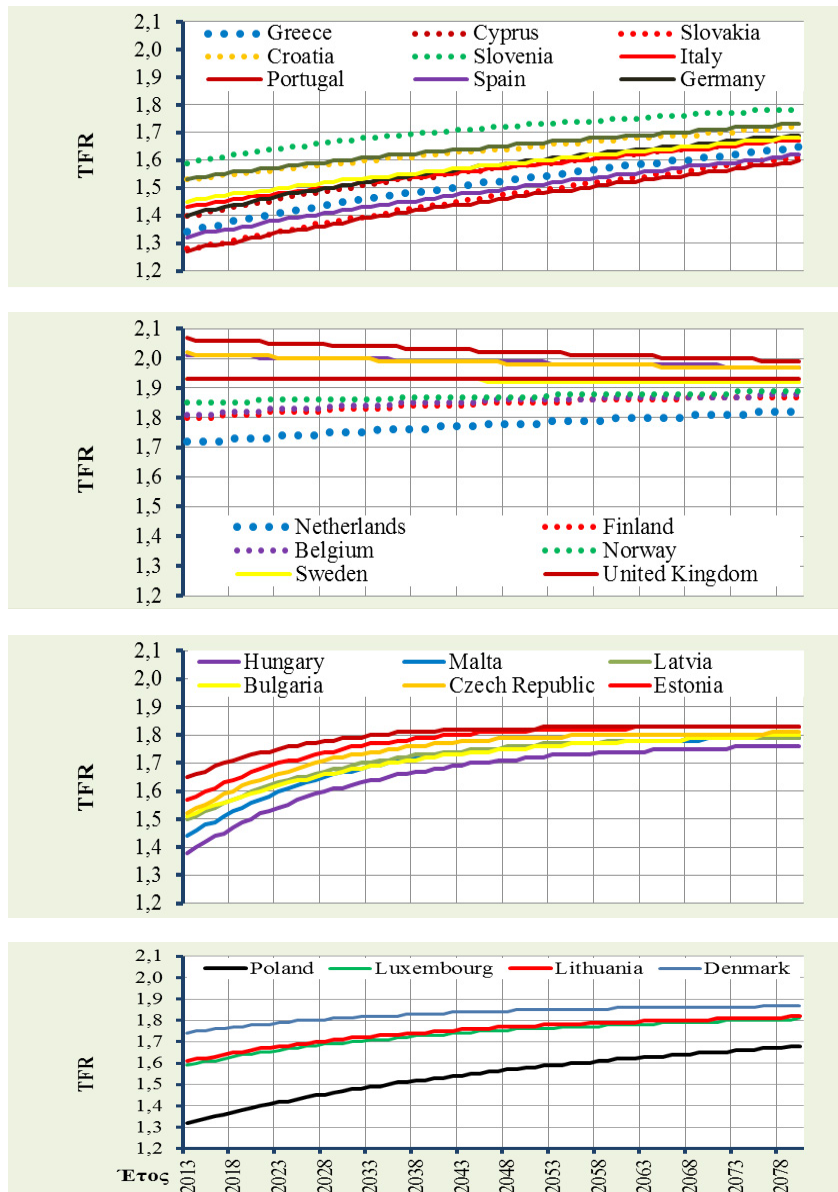 2,1
2,0
1,9
1,8
1,7
1,6
1,5
1,4
1,3
1,2
TFR
Greece Cyprus Slovakia
Croatia Slovenia Italy
Portugal Spain Germany
2,1
2,0
1,9
1,8
1,7
1,6
1,5
1,4
1,3
1,2
TFR
Netherlands Finland
Belgium Norway
Sweden United Kingdom
2,1
2,0
1,9
1,8
1,7
1,6
1,5
1,4
1,3
1,2
TFR
Hungary Malta Latvia
Bulgaria Czech Republic Estonia
2,1
2,0
1,9
1,8
1,7
1,6
1,5
1,4
1,3
1,2
TFR
Poland Luxembourg Lithuania Denmark
Έτος
2013 2018 2023 2028 2033 2038 2043 2048 2053 2058 2063 2068 2073 2078